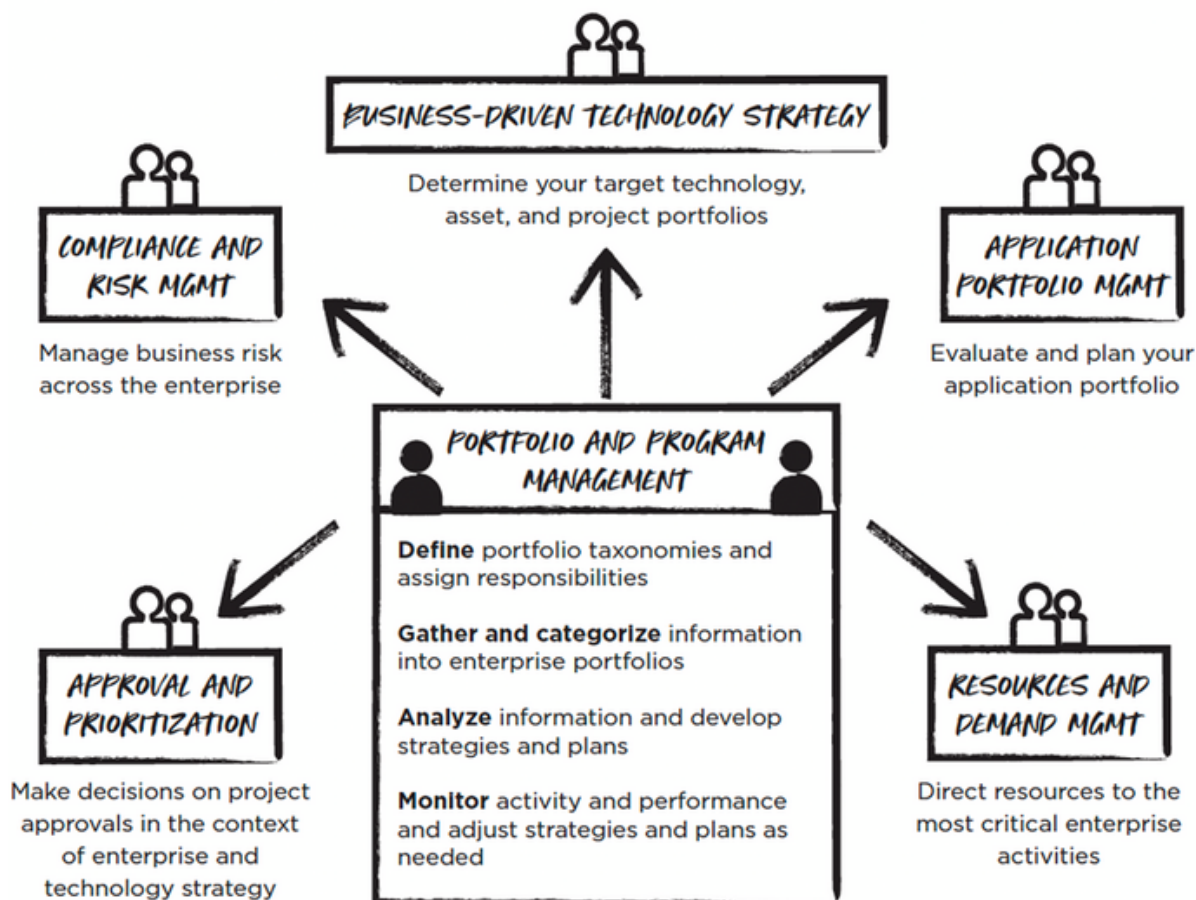 BUSINESS-DRIVEN TECHNOLOGY STRATEGY
Determine your target technology,
asset, and project portfolios
COMPLIANCE AND
RISK MGMT
Manage business risk
across the enterprise
APPLICATION
PORTFOLIO MGMT
Evaluate and plan your
application portfolio
PORTFOLIO AND PROGRAM
MANAGEMENT
Define portfolio taxonomies and
assign responsibilities
Gather and categorize information
into enterprise portfolios
Analyze information and develop
strategies and plans
Monitor activity and performance
and adjust strategies and plans as
needed
APPROVAL AND
PRIORITIZATION
Make decisions on project
approvals in the context
of enterprise and
technology strategy
RESOURCES AND
DEMAND MGMT
Direct resources to the
most critical enterprise
activities